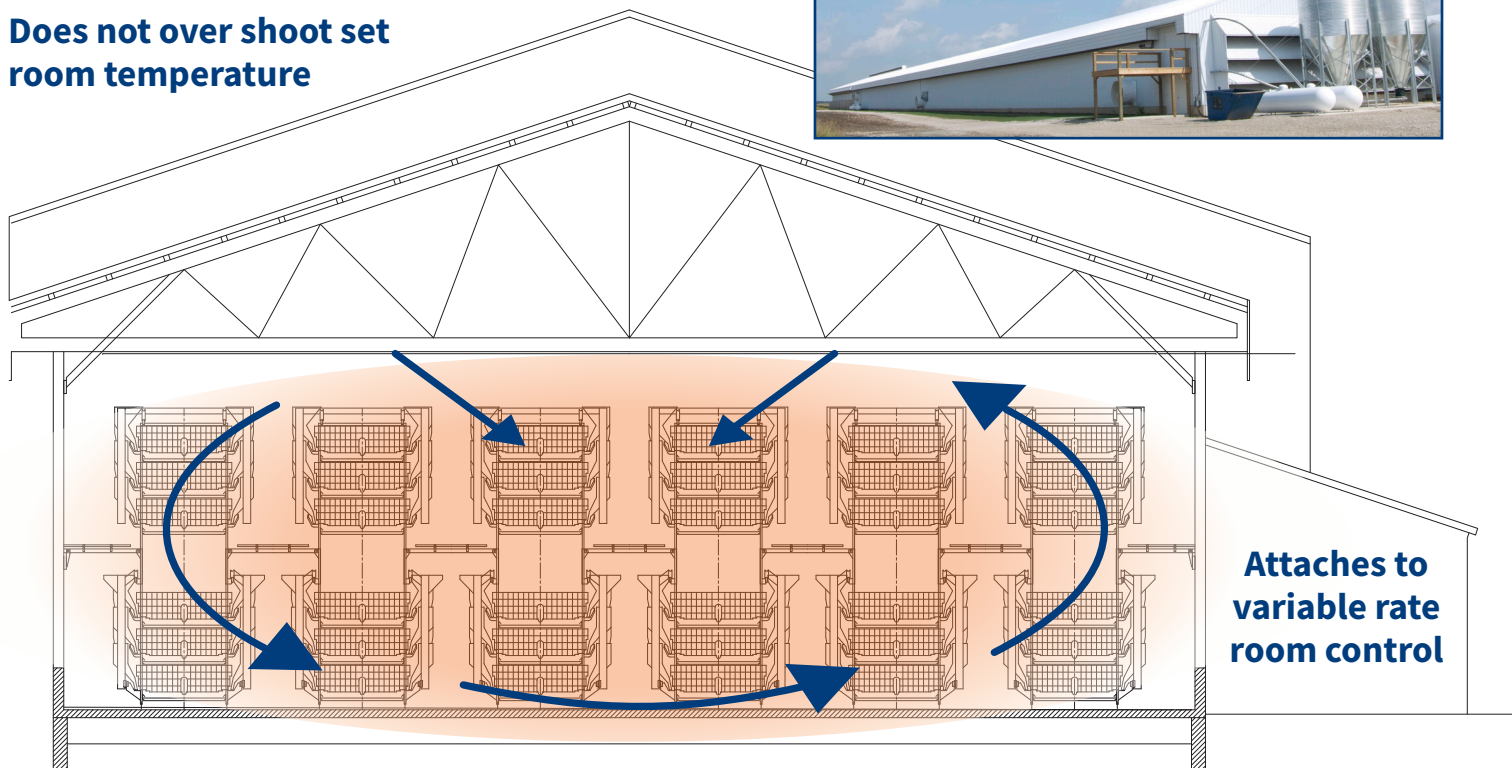 Does not over shoot set
room temperature
Attaches to
variable rate
room control